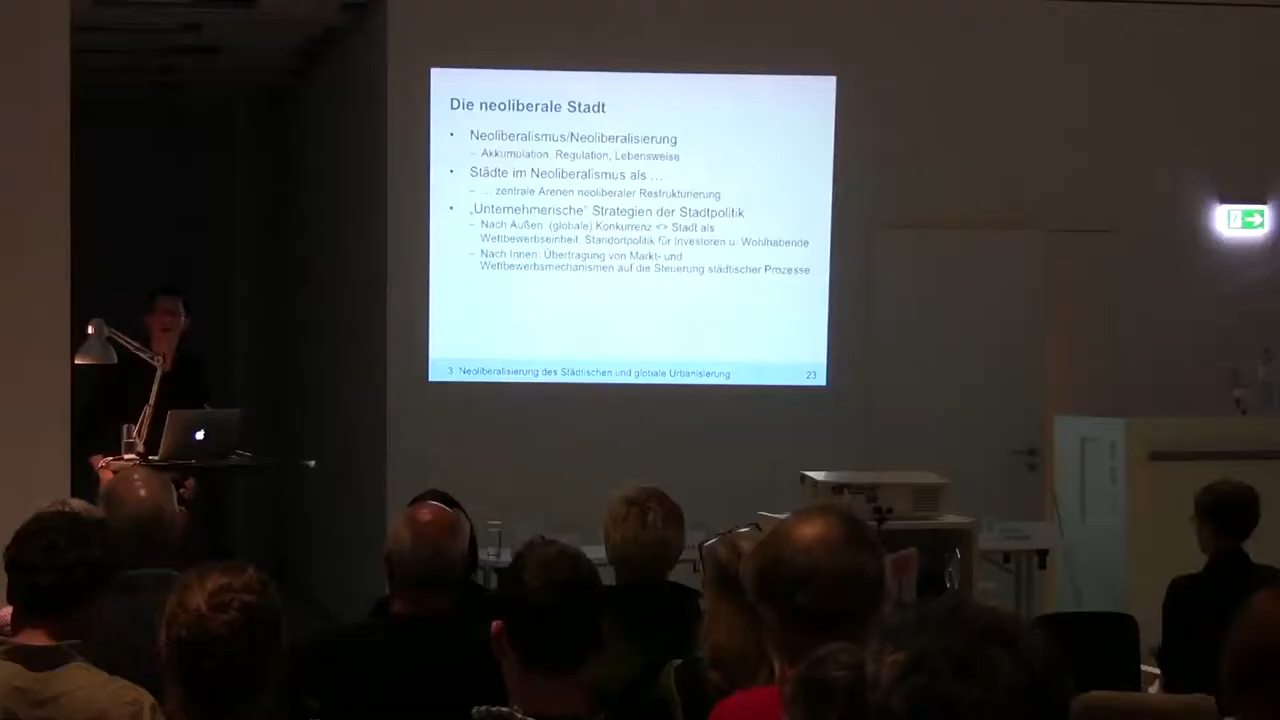 Die neoliberale Stadt
• Neoliberalismus/Neoliberalisierung
– Akkumulation, Regulation, Lebensweise
• Städte im Neoliberalismus als …
– … zentrale Arenen neoliberaler Restrukturierung
• „Unternehmerische“ Strategien der Stadtpolitik
– Nach Außen: (globale) Konkurrenz <> Stadt als
Wettbewerbseinheit, Standortpolitik für Investoren u. Wohlhabende
– Nach Innen: Übertragung von Markt- und
Wettbewerbsmechanismen auf die Steuerung städtischer Prozesse
3. Neoliberalisierung des Städtischen und globale Urbanisierung 23